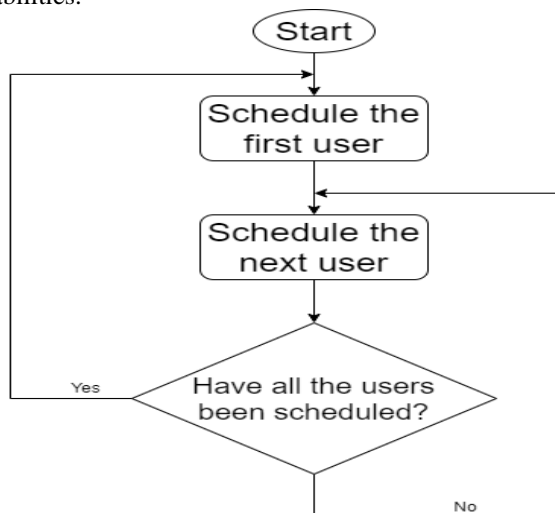 Start
Schedule the
first user
Schedule the
next user
Have all the users
been scheduled?
Yes
No